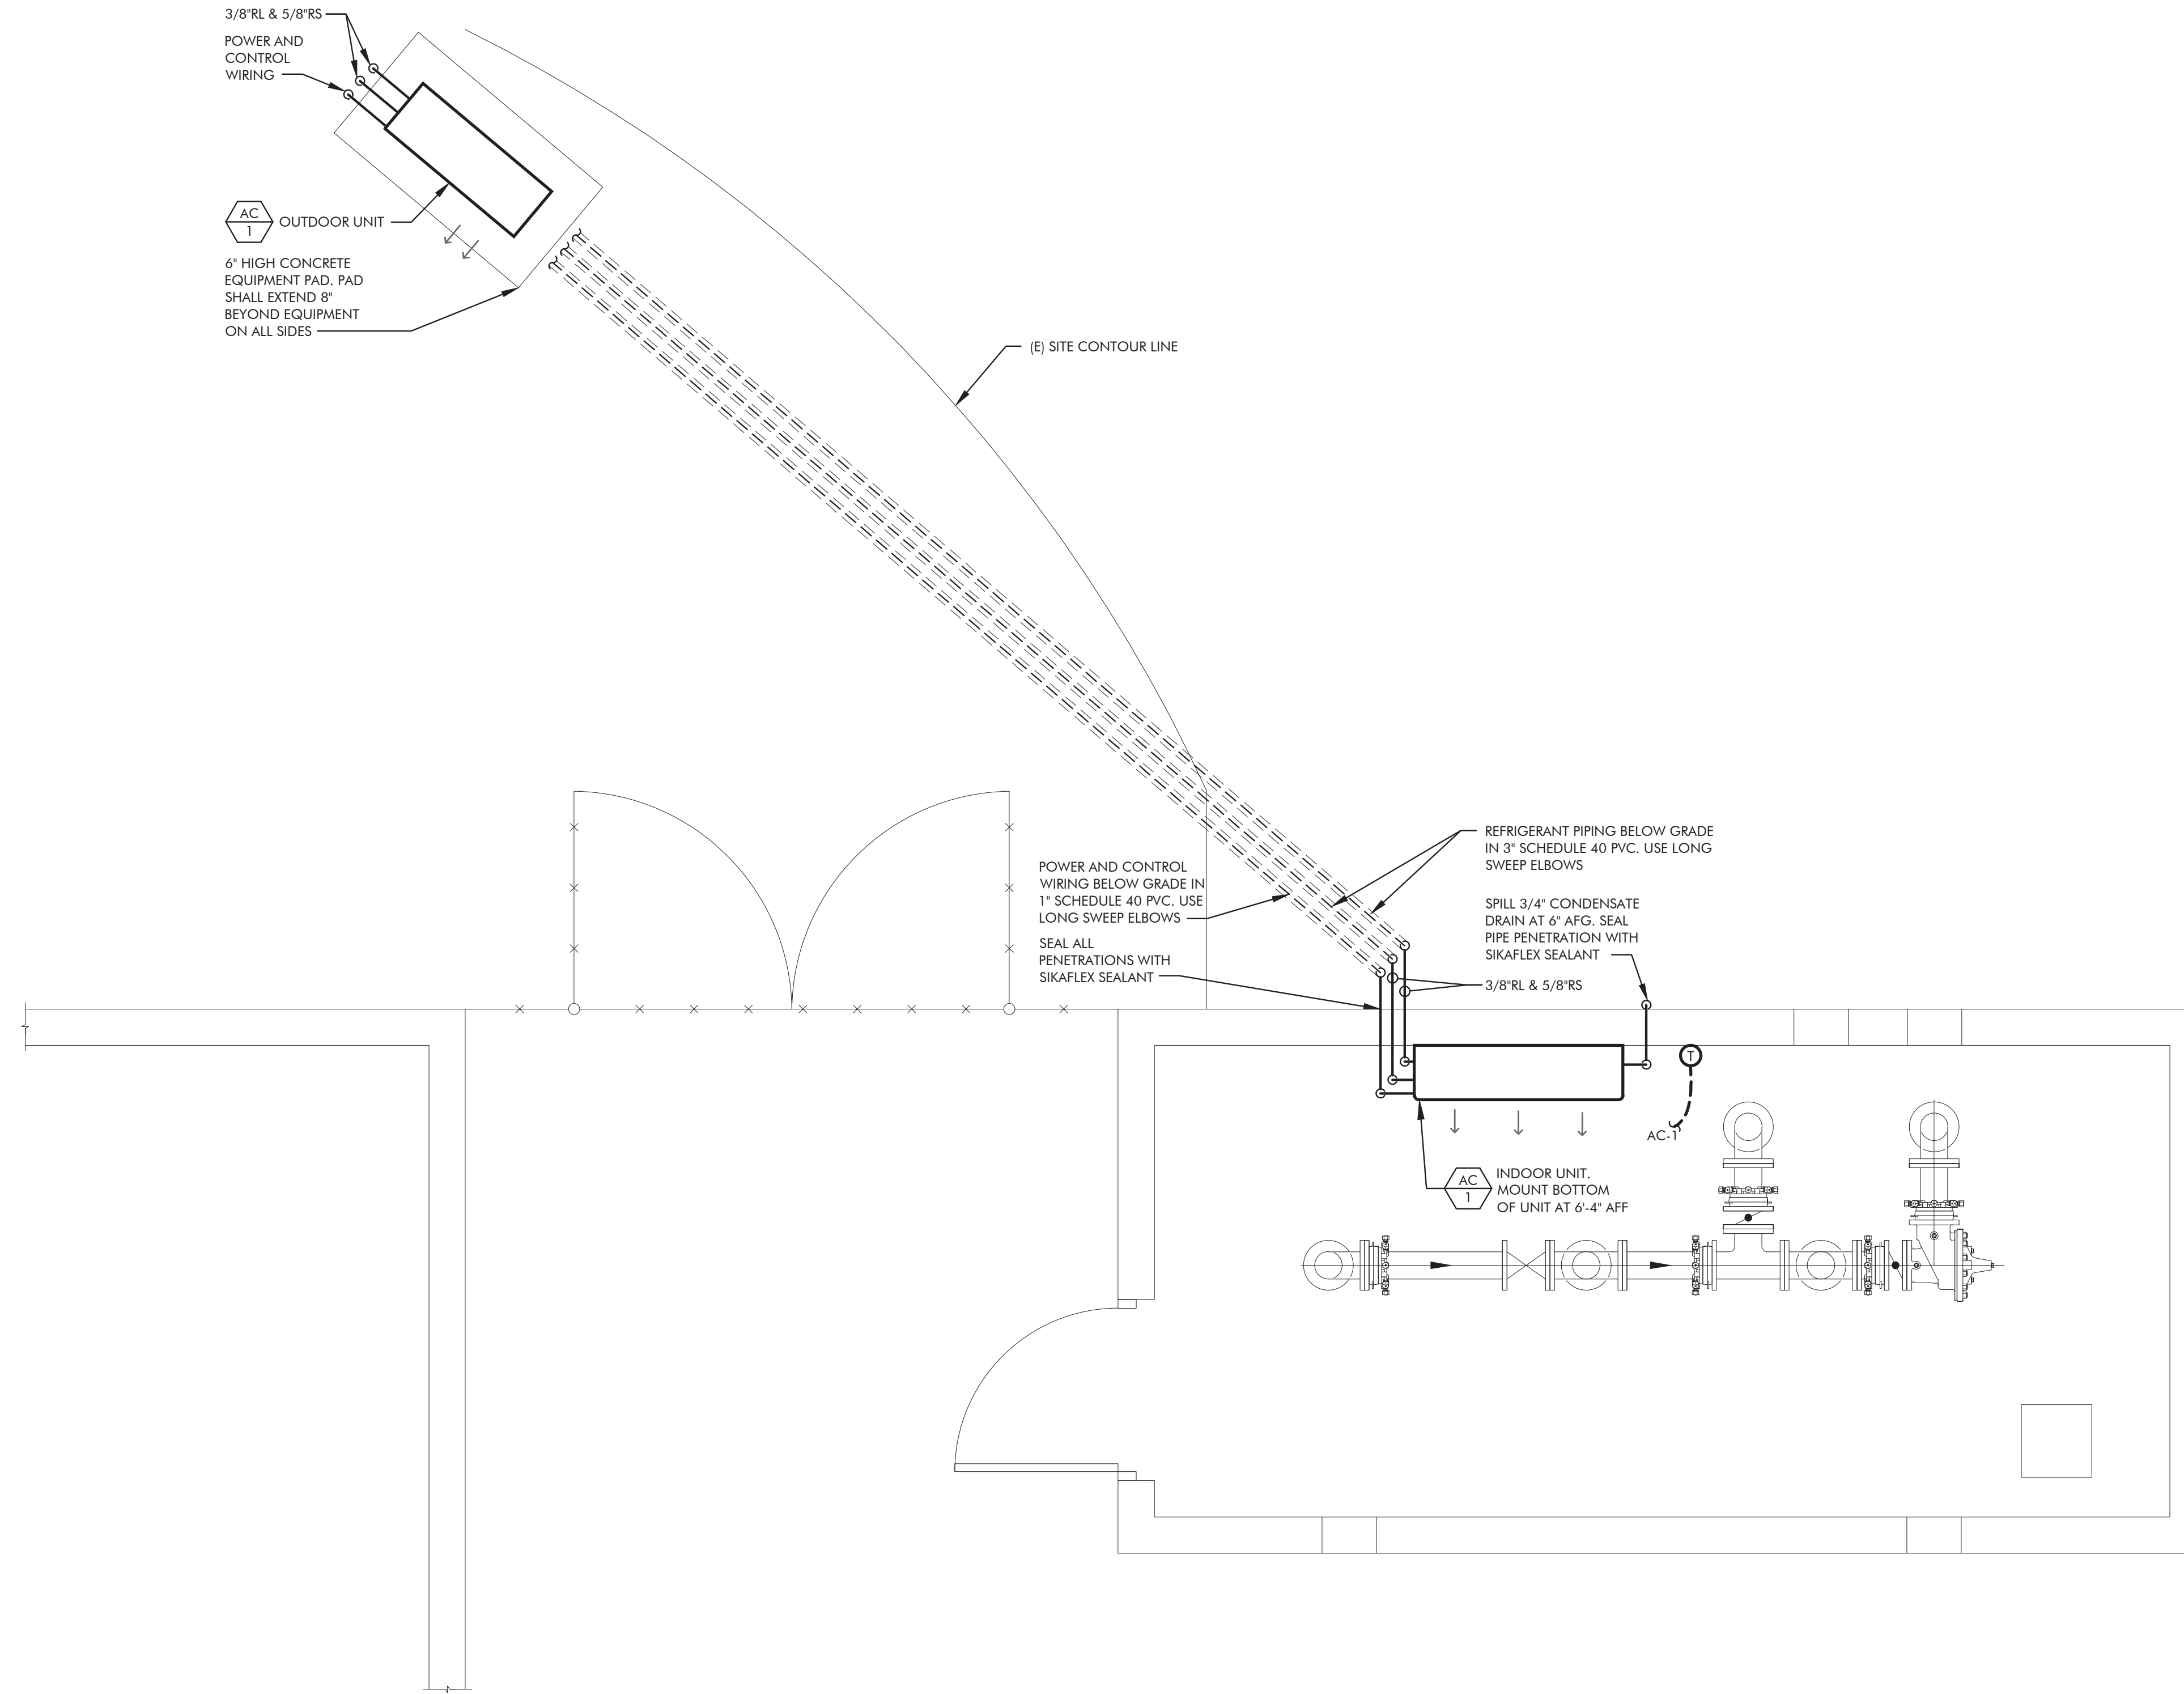 3/8"RL & 5/8"RS
POWER AND
CONTROL
WIRING
AC
1
OUTDOOR UNIT
6" HIGH CONCRETE
EQUIPMENT PAD. PAD
SHALL EXTEND 8"
BEYOND EQUIPMENT
ON ALL SIDES
(E) SITE CONTOUR LINE
REFRIGERANT PIPING BELOW GRADE
IN 3" SCHEDULE 40 PVC. USE LONG
SWEEP ELBOWS
POWER AND CONTROL
WIRING BELOW GRADE IN
1" SCHEDULE 40 PVC. USE
LONG SWEEP ELBOWS
SPILL 3/4" CONDENSATE
DRAIN AT 6" AFG. SEAL
PIPE PENETRATION WITH
SIKAFLEX SEALANT
SEAL ALL
PENETRATIONS WITH
SIKAFLEX SEALANT
3/8"RL & 5/8"RS
T
AC-1
AC
1
INDOOR UNIT.
MOUNT BOTTOM
OF UNIT AT 6'-4" AFF